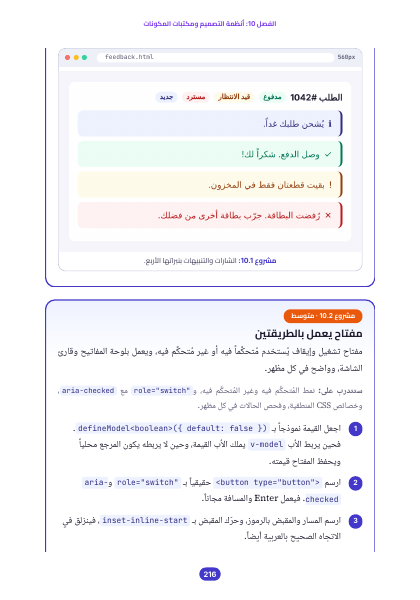 الفصل 10: أنظمة التصميم ومكتبات المكونات
feedback.html 560px
الطلب #1042 مدفوع قيد الانتظار مسترد جديد
i يُشحن طلبك غداً.
✓ وصل الدفع. شكراً لك!
! بقيت قطعتان فقط في المخزون.
✕ رُفضت البطاقة. جرّب بطاقة أخرى من فضلك.
مشروع 10.1: الشارات والتنبيهات بنبراتها الأربع.
مشروع 10.2 · متوسط
مفتاح يعمل بالطريقتين
مفتاح تشغيل وإيقاف يُستخدم مُتحكَّماً فيه أو غير مُتحكَّم فيه، ويعمل بلوحة المفاتيح وقارئ
الشاشة، وواضح في كل مظهر.
ستتدرب على: نمط المُتحكَّم فيه وغير المُتحكَّم فيه، و role="switch" مع aria-checked،
وخصائص CSS المنطقية، وفحص الحالات في كل مظهر.
1 اجعل القيمة نموذجاً بـ defineModel<boolean>({ default: false }).
فحين يربط الأب v-model يملك الأب القيمة، وحين لا يربطه يكون المرجع محلياً
ويحفظ المفتاح قيمته.
2 ارسم <button type="button"> حقيقياً بـ role="switch" و aria-
checked، فيعمل Enter والمسافة مجاناً.
3 ارسم المسار والمقبض بالرموز، وحرّك المقبض بـ inset-inline-start، فينزلق في
الاتجاه الصحيح بالعربية أيضاً.
216